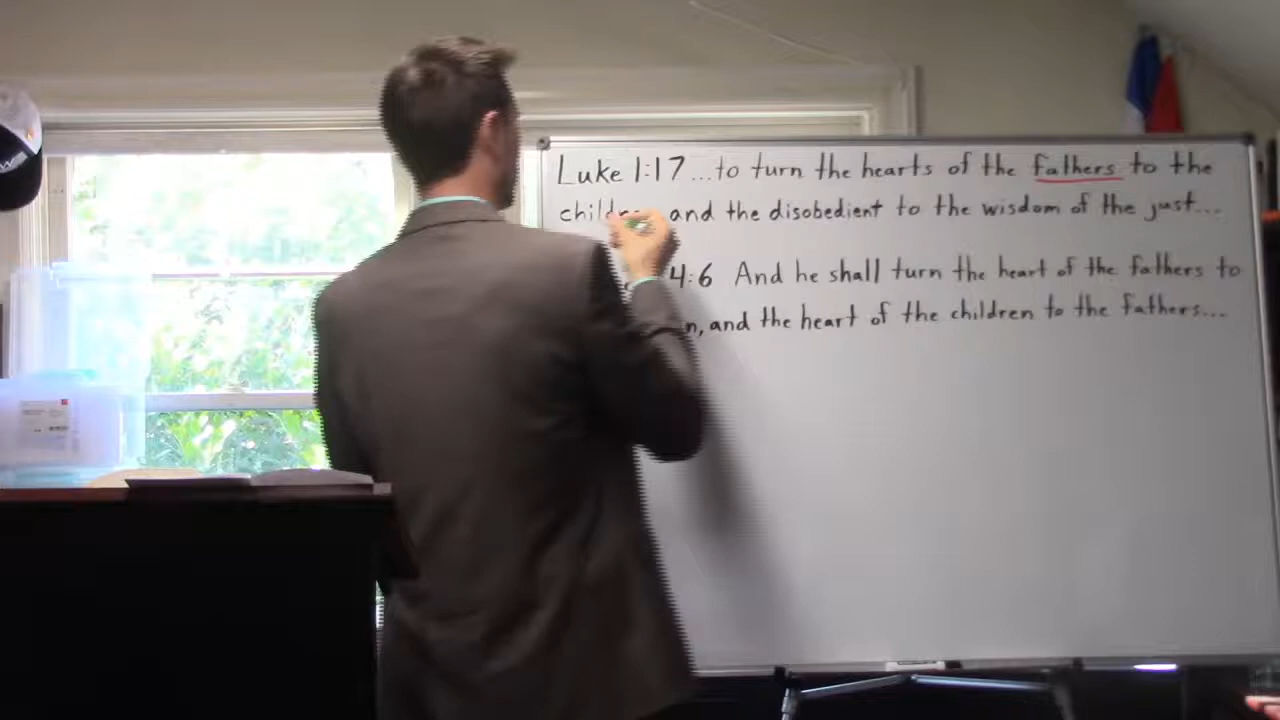 Luke 1:17 ...to turn the hearts of the fathers to the
and the disobedient to the wisdom of the just...
4:6 And he shall turn the heart of the fathers to
n, and the heart of the children to the fathers...